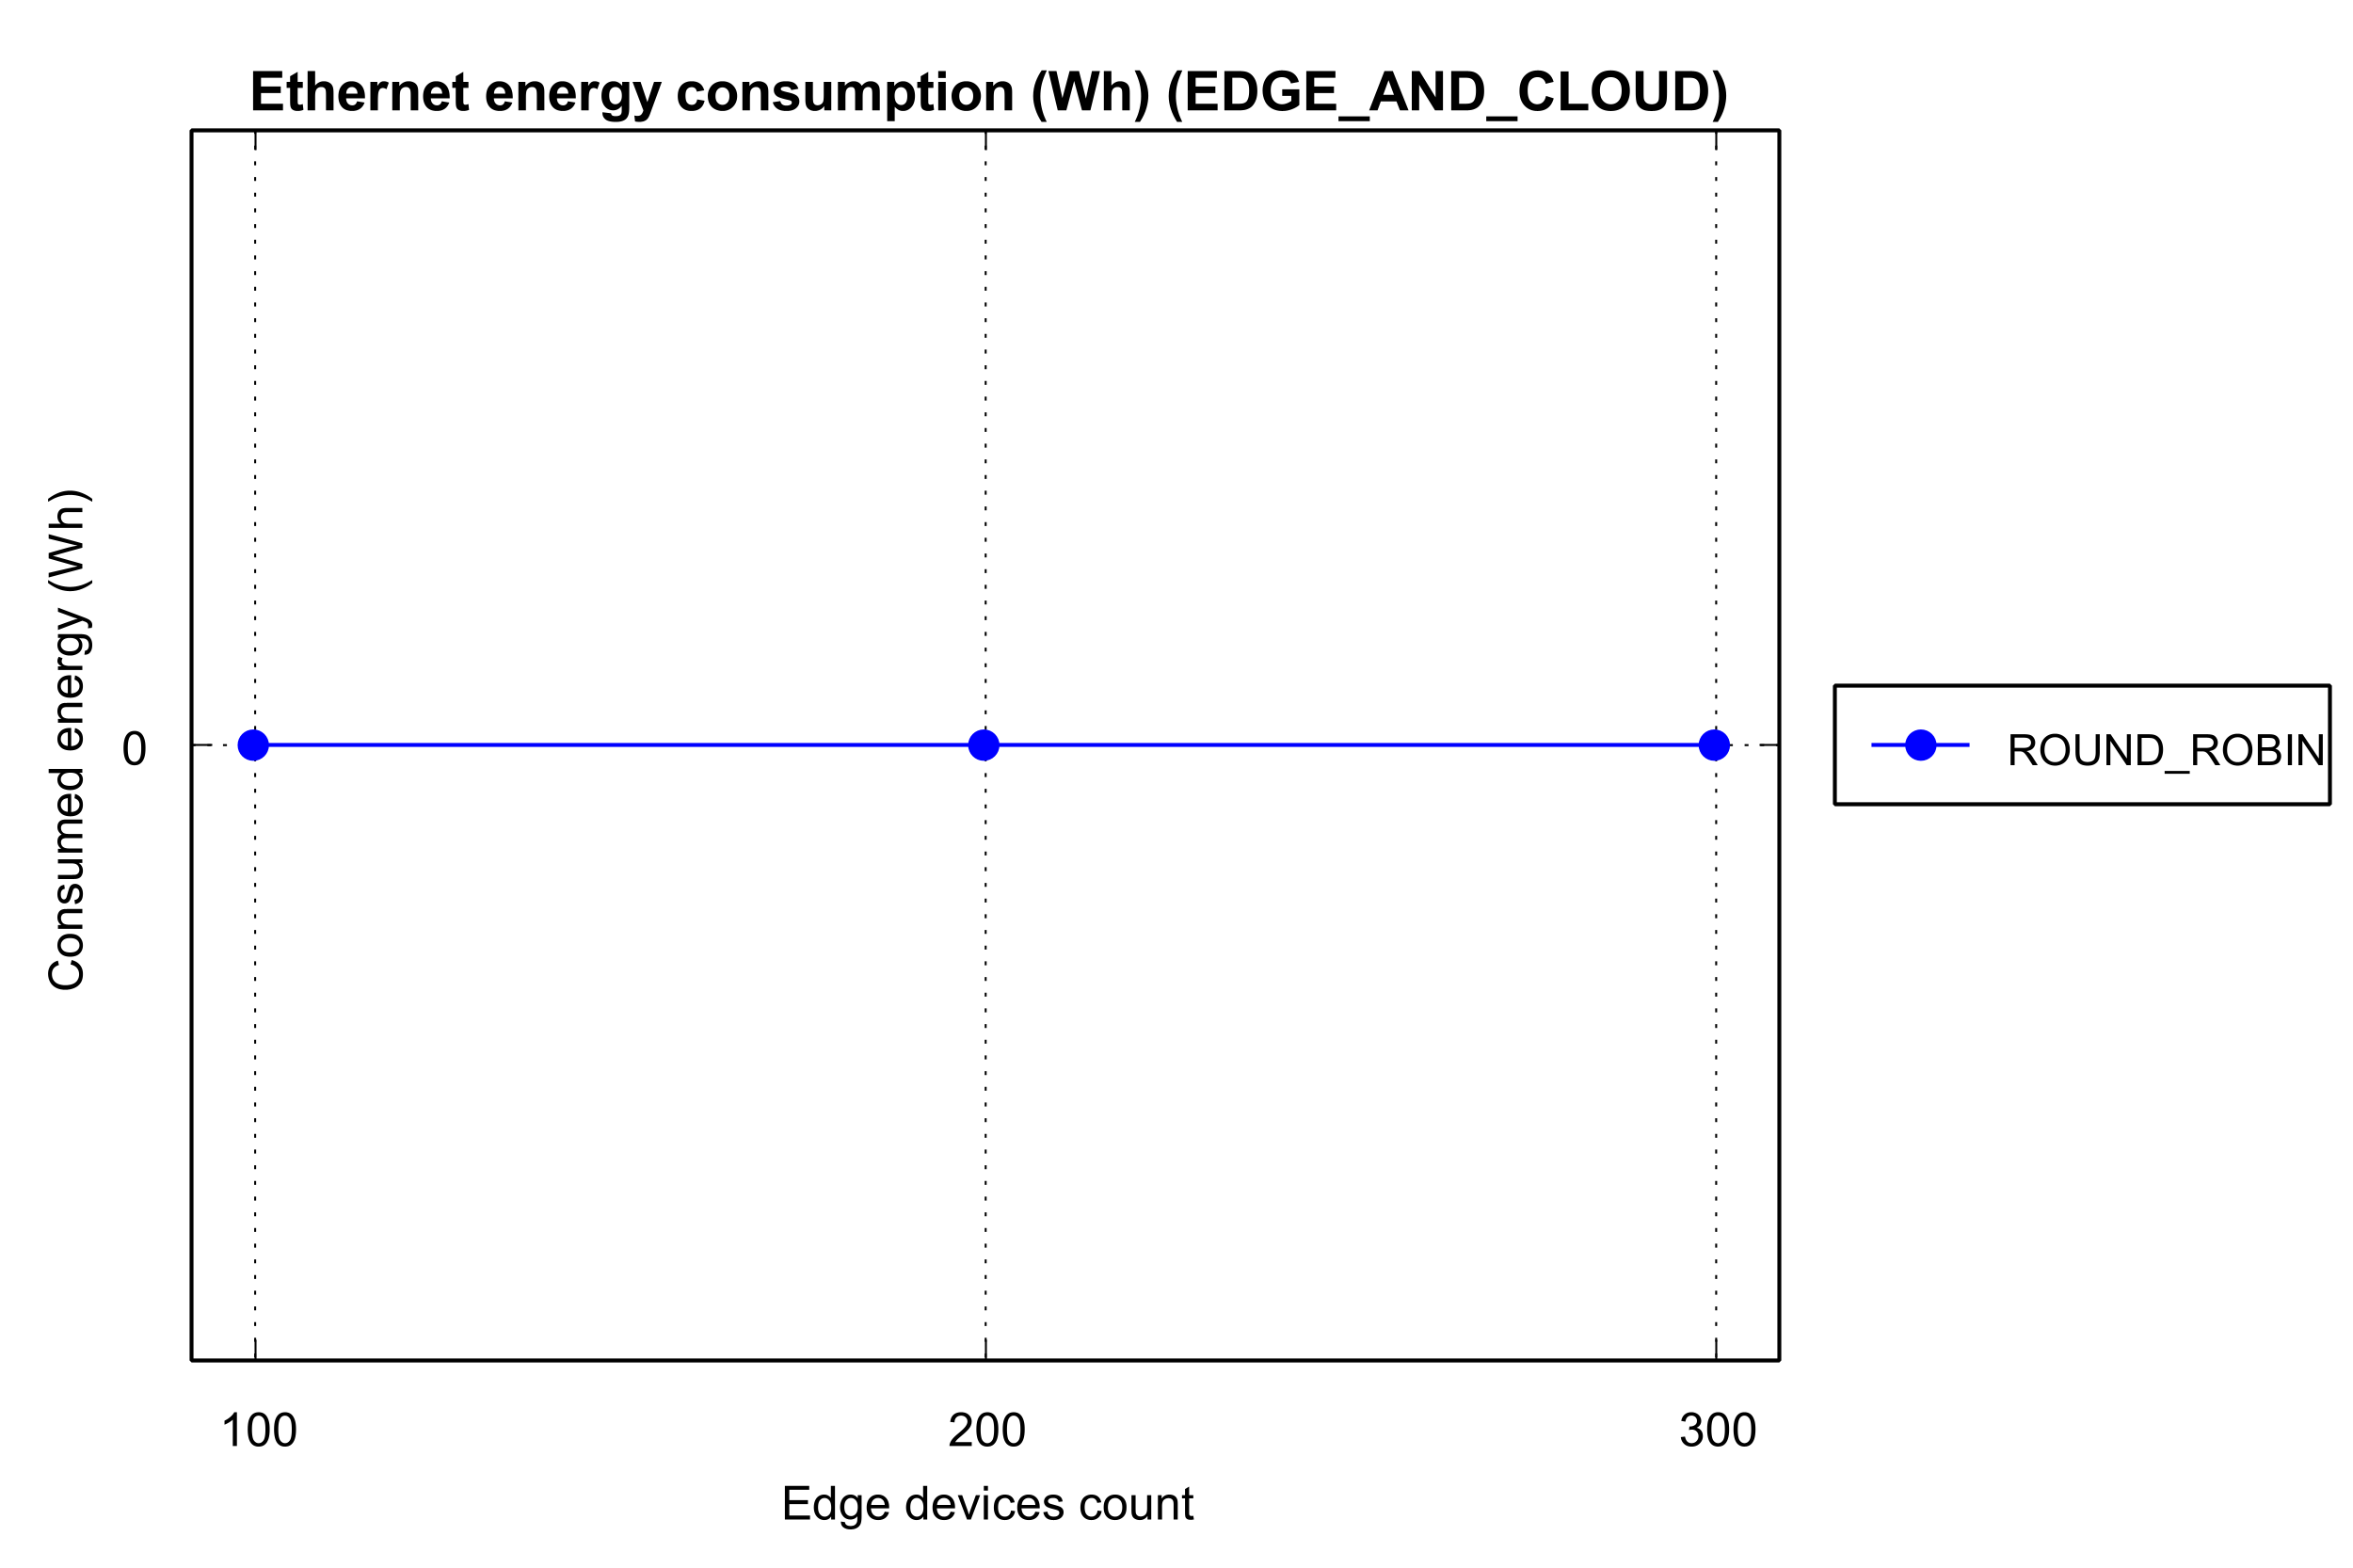 Ethernet energy consumption (Wh) (EDGE_AND_CLOUD)
Consumed energy (Wh)
0
ROUND_ROBIN
100 200 300
Edge devices count